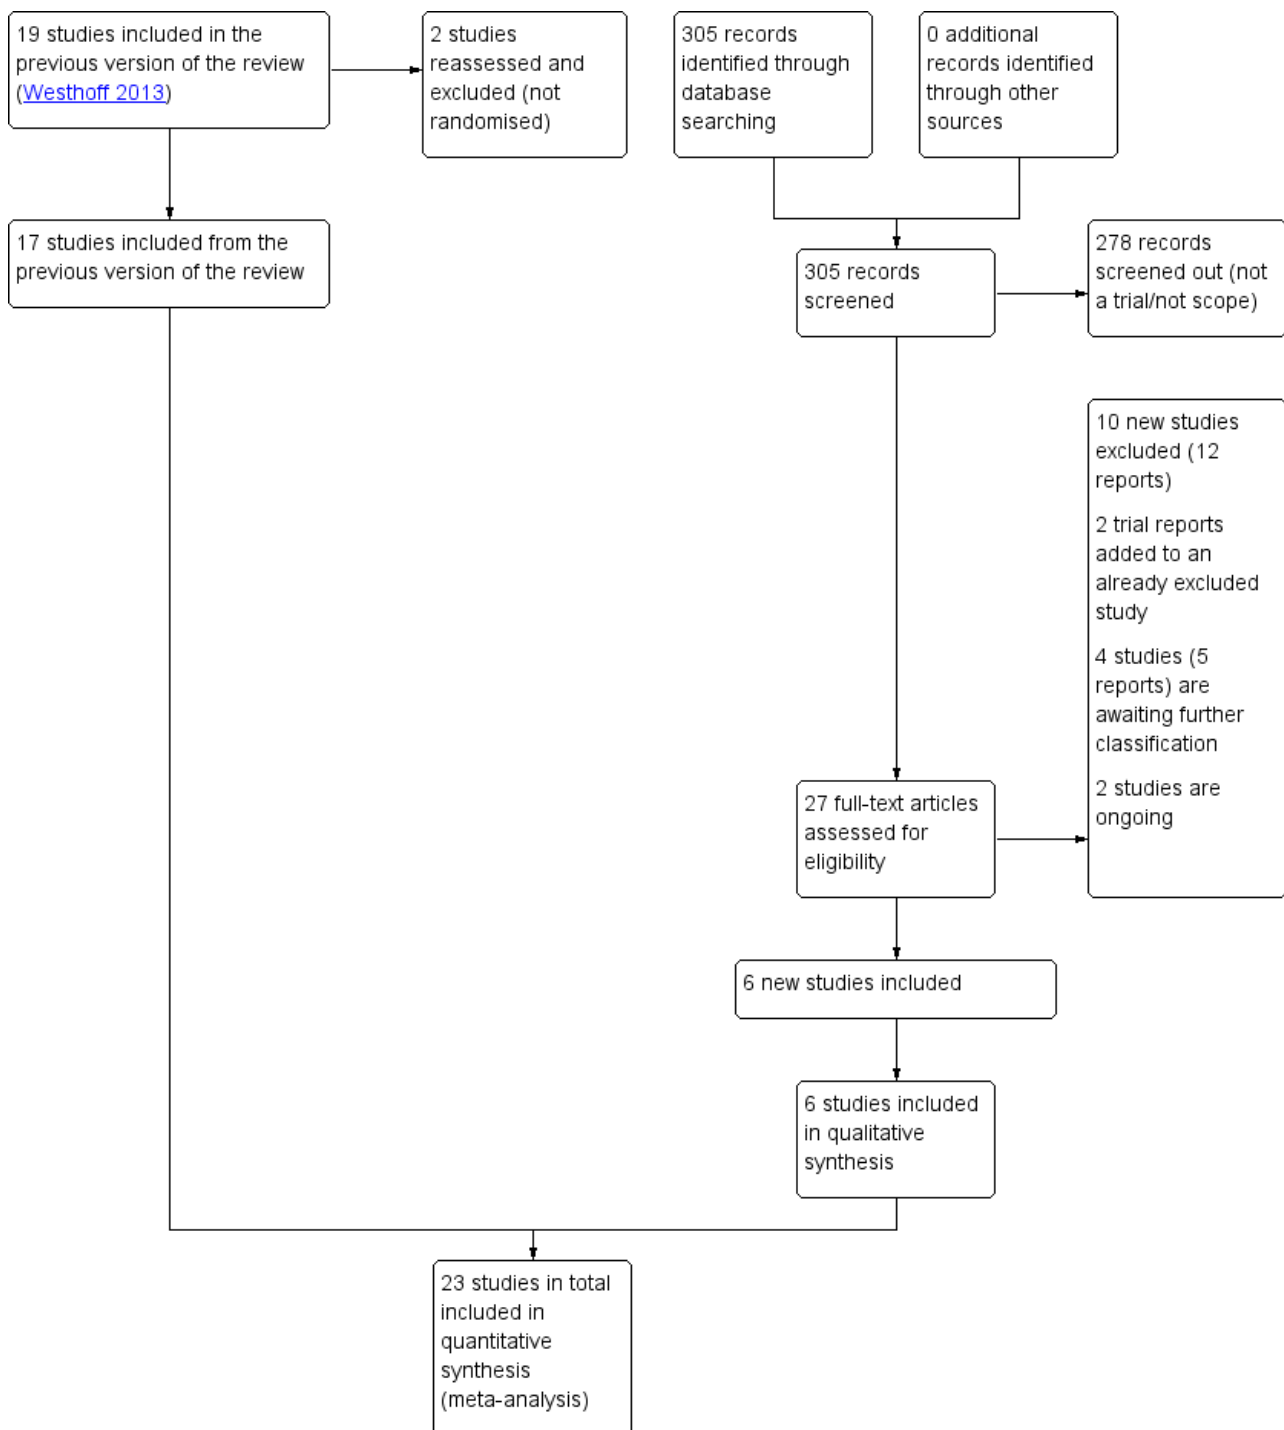 19 studies included in the
previous version of the review
(Westhoff 2013)
2 studies
reassessed and
excluded (not
randomised)
305 records
identified through
database
searching
0 additional
records identified
through other
sources
17 studies included from the
previous version of the review
305 records
screened
278 records
screened out (not
a trial/not scope)
10 new studies
excluded (12
reports)
2 trial reports
added to an
already excluded
study
4 studies (5
reports) are
awaiting further
classification
2 studies are
ongoing
27 full-text articles
assessed for
eligibility
6 new studies included
6 studies included
in qualitative
synthesis
23 studies in total
included in
quantitative
synthesis
(meta-analysis)